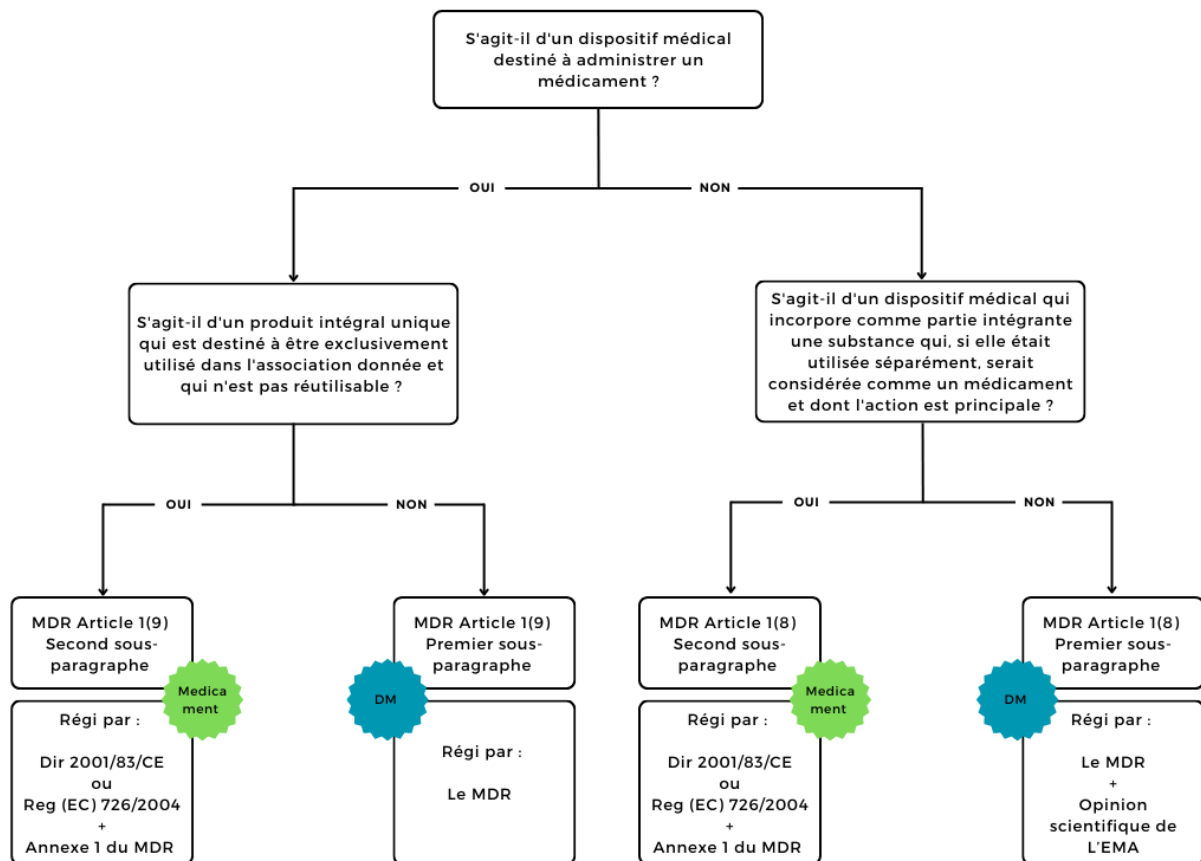 S'agit-il d'un dispositif médical
destiné à administrer un
médicament ?
OUI
NON
S'agit-il d'un produit intégral unique
qui est destiné à être exclusivement
utilisé dans l'association donnée et
qui n'est pas réutilisable ?
S'agit-il d'un dispositif médical qui
incorpore comme partie intégrante
une substance qui, si elle était
utilisée séparément, serait
considérée comme un médicament
et dont l'action est principale ?
OUI
NON
OUI
NON
MDR Article 1(9)
Second sous-
paragraphe
Medica
ment
Régi par :
Dir 2001/83/CE
ou
Reg (EC) 726/2004
+
Annexe 1 du MDR
MDR Article 1(9)
Premier sous-
paragraphe
DM
Régi par :
Le MDR
MDR Article 1(8)
Second sous-
paragraphe
Medica
ment
Régi par :
Dir 2001/83/CE
ou
Reg (EC) 726/2004
+
Annexe 1 du MDR
MDR Article 1(8)
Premier sous-
paragraphe
DM
Régi par :
Le MDR
+
Opinion
scientifique de
L'EMA